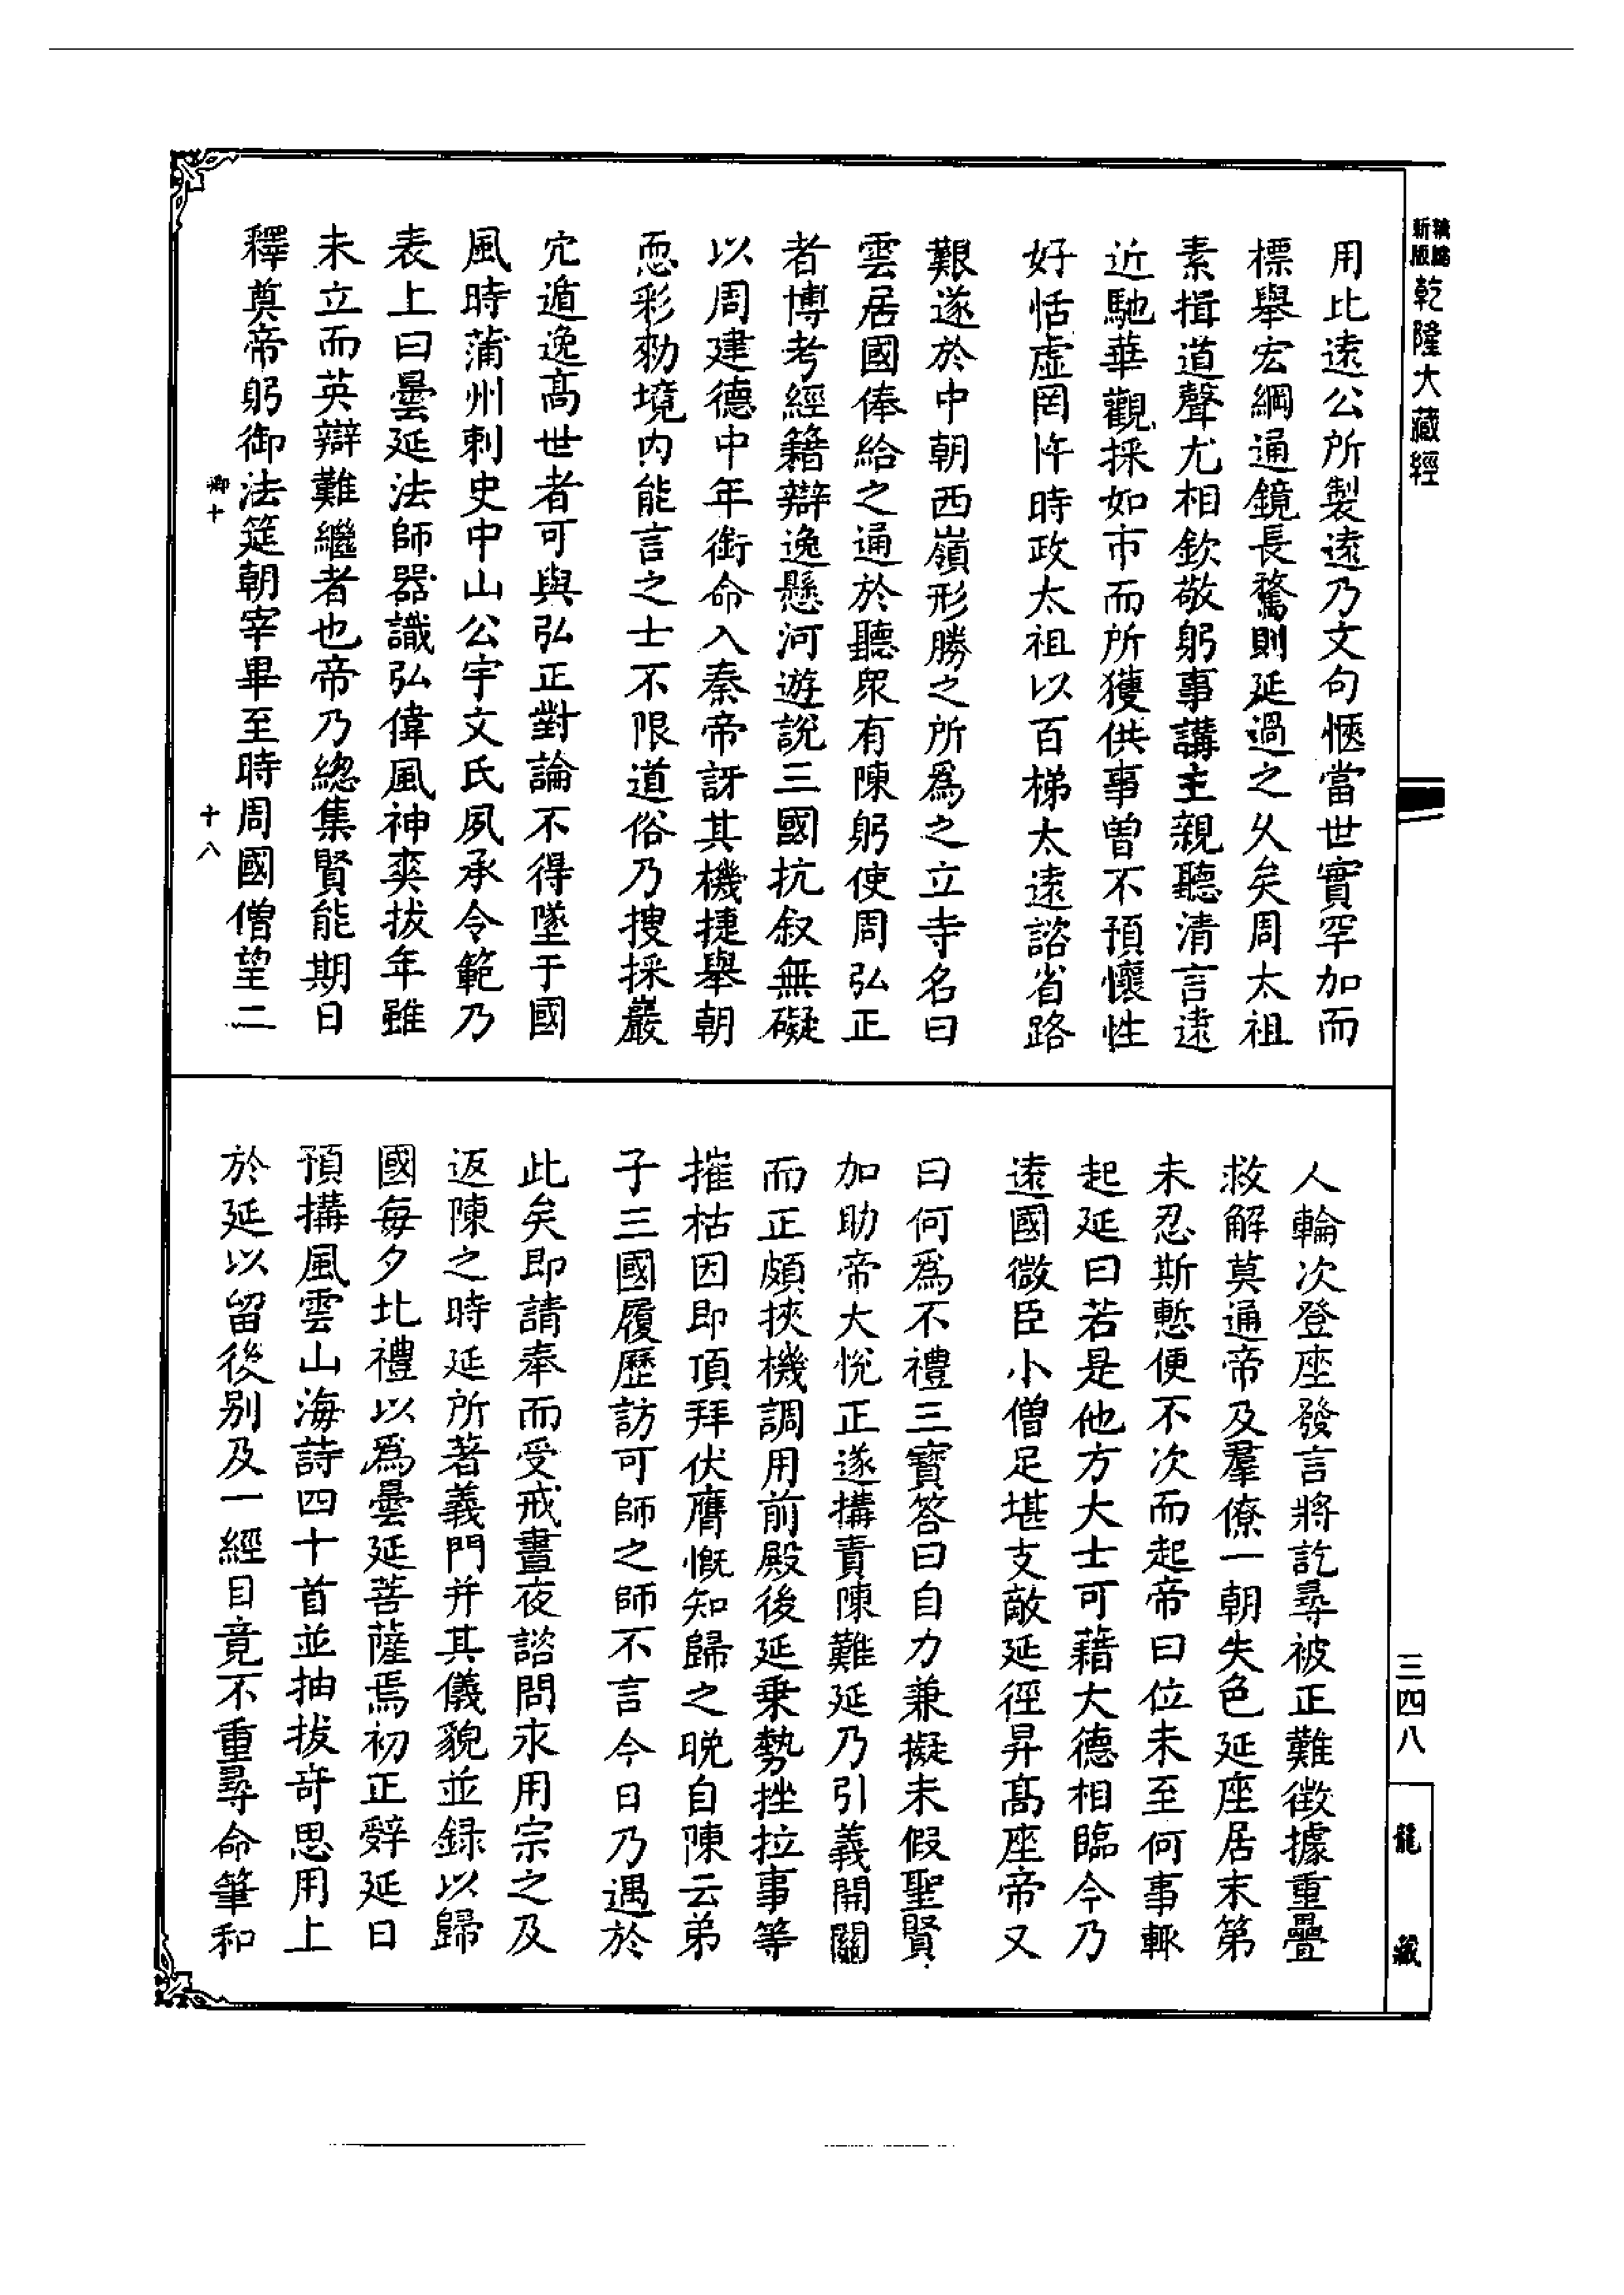 新版
乾隆大藏經
用比遠公所製遠乃文句愜當世實罕加而
標舉宏綱通鏡長騖則延過之久矣周太祖
素揖道聲尤相欽敬躬事講主親聽清言遠
近馳華觀採如市而所獲供事曾不預懷性
好恬虛罔忤時政太祖以百梯太遠諮省路
艱遂於中朝西嶺形勝之所爲之立寺名曰
雲居國俸給之通於聽衆有陳躬使周弘正
者博考經籍辯逸懸河遊說三國抗叙無礙
以周建德中年銜命入秦帝訝其機捷舉朝
恧彩勑境内能言之士不限道俗乃搜採巖
宂遁逸髙世者可與弘正對論不得墜于國
風時蒲州刺史中山公宇文氏夙承令範乃
表上曰曇延法師器識弘偉風神爽拔年雖
未立而英辯難繼者也帝乃總集賢能期日
釋奠帝躬御法筵朝宰畢至時周國僧望二
卿十
十八
人輪次登座發言將訖尋被正難徵據重疊
救解莫通帝及羣僚一朝失色延座居末第
未忍斯慙便不次而起帝曰位未至何事輙
起延曰若是他方大士可藉大德相臨今乃
遠國微臣小僧足堪支敵延徑昇髙座帝又
曰何爲不禮三寶答曰自力兼擬未假聖賢
加助帝大悅正遂搆責陳難延乃引義開關
而正頗挾機調用前殿後延乗勢挫拉事等
摧枯因即頂拜伏膺慨知歸之晚自陳云弟
子三國履歷訪可師之師不言今日乃遇於
此矣即請奉而受戒晝夜諮問求用宗之及
返陳之時延所著義門并其儀貌並録以歸
國每夕北禮以爲曇延菩薩焉初正辤延日
預搆風雲山海詩四十首並抽拔竒思用上
於延以留後别及一經目竟不重尋命筆和
三四八
龍藏